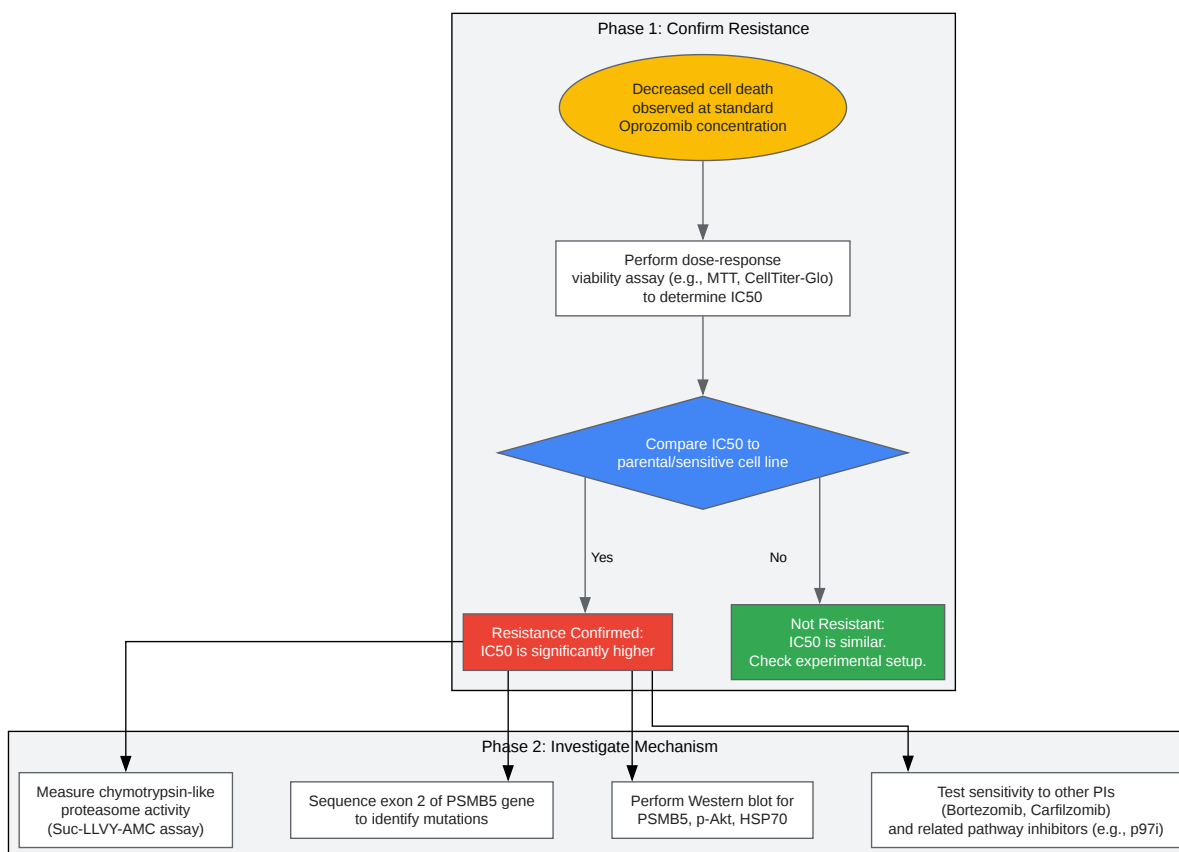 Phase 1: Confirm Resistance
Decreased cell death
observed at standard
Oprozomib concentration
Perform dose-response
viability assay (e.g., MTT, CellTiter-Glo)
to determine IC50
Compare IC50 to
parental/sensitive cell line
Yes
No
Resistance Confirmed:
IC50 is significantly higher
Not Resistant:
IC50 is similar.
Check experimental setup.
Phase 2: Investigate Mechanism
Measure chymotrypsin-like
proteasome activity
(Suc-LLVY-AMC assay)
Sequence exon 2 of PSMB5 gene
to identify mutations
Perform Western blot for
PSMB5, p-Akt, HSP70
Test sensitivity to other PIs
(Bortezomib, Carfilzomib)
and related pathway inhibitors (e.g., p97i)